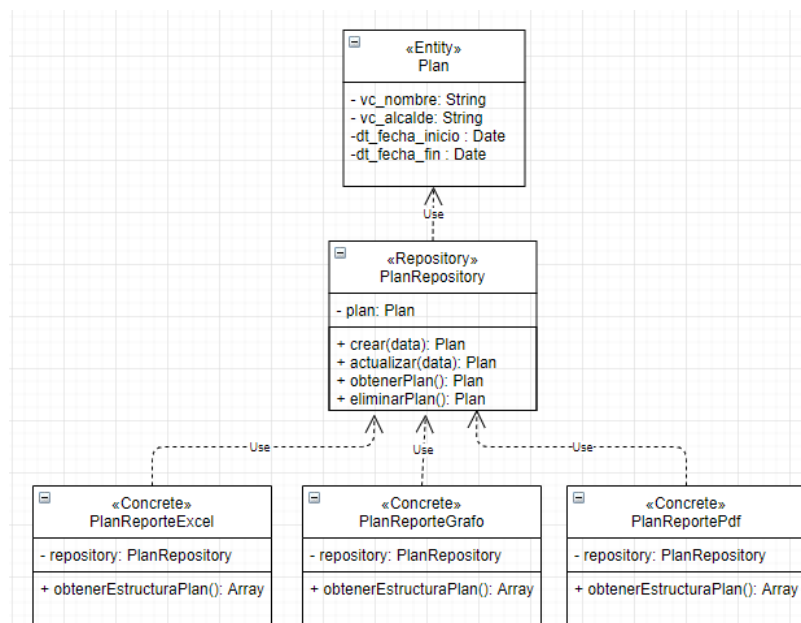 «Entity»
Plan
- vc_nombre: String
- vc_alcalde: String
-dt_fecha_inicio : Date
-dt_fecha_fin : Date
Use
«Repository»
PlanRepository
- plan: Plan
+ crear(data): Plan
+ actualizar(data): Plan
+ obtenerPlan(): Plan
+ eliminarPlan(): Plan
Use
Use
Use
«Concrete»
PlanReporteExcel
- repository: PlanRepository
+ obtenerEstructuraPlan(): Array
«Concrete»
PlanReporteGrafo
- repository: PlanRepository
+ obtenerEstructuraPlan(): Array
«Concrete»
PlanReportePdf
- repository: PlanRepository
+ obtenerEstructuraPlan(): Array